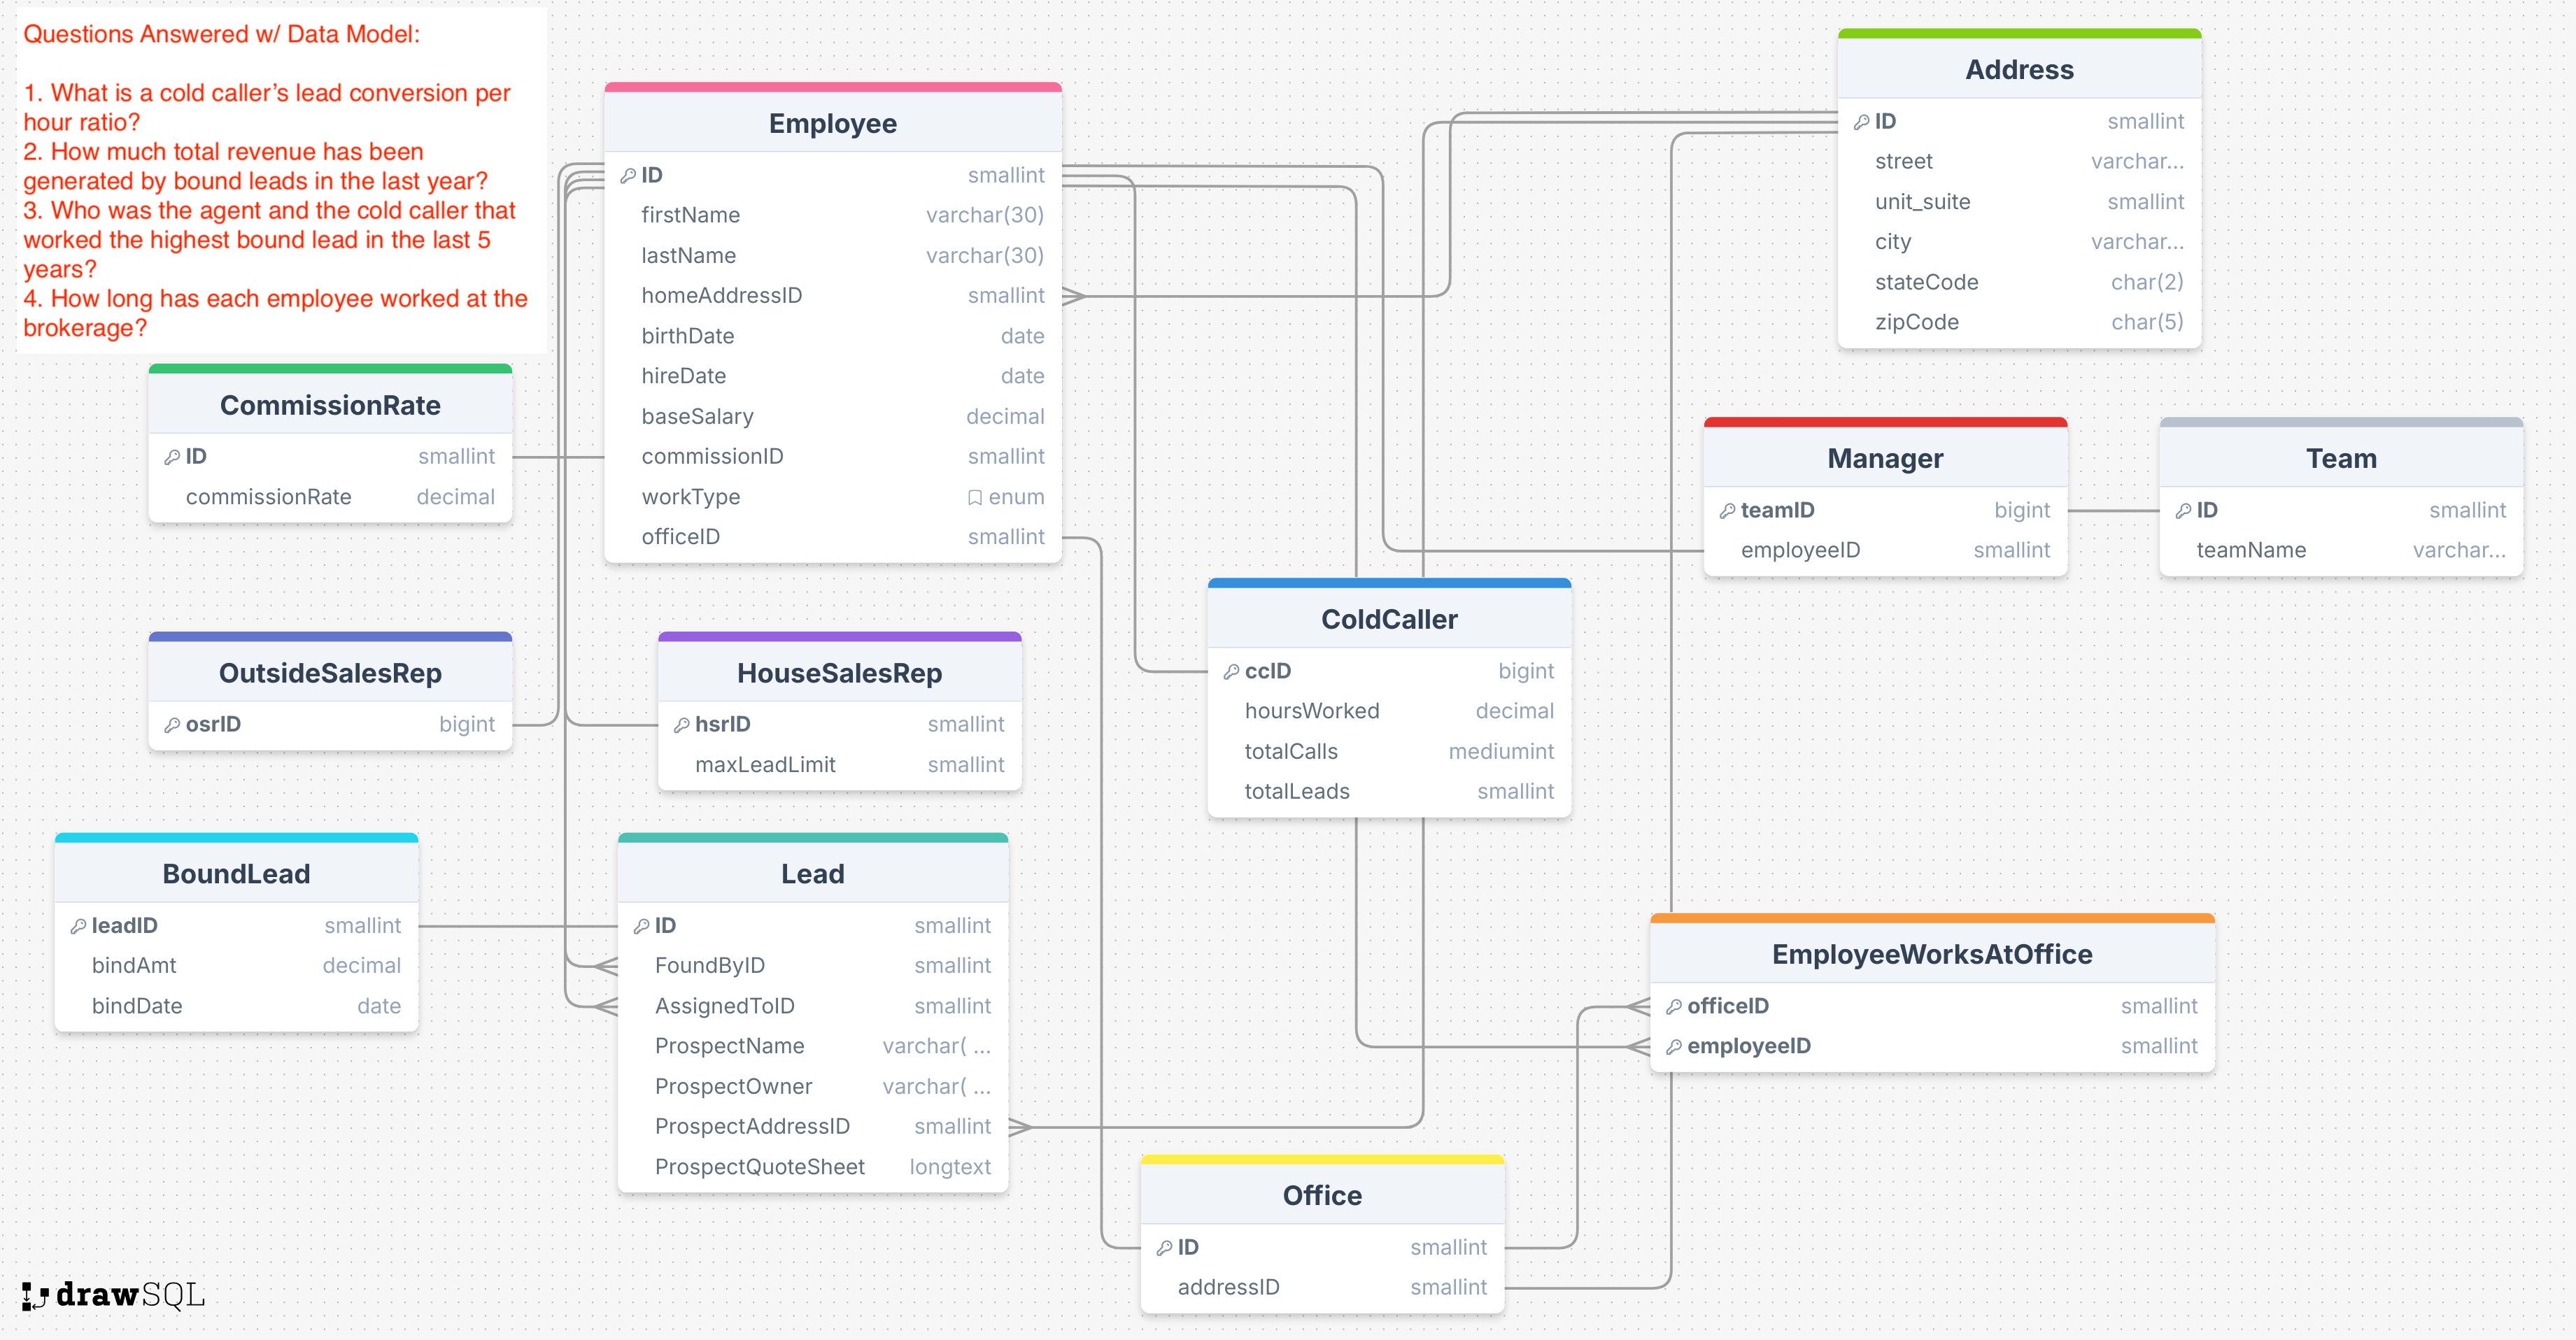 Questions Answered w/ Data Model:
1. What is a cold caller’s lead conversion per
hour ratio?
2. How much total revenue has been
generated by bound leads in the last year?
3. Who was the agent and the cold caller that
worked the highest bound lead in the last 5
years?
4. How long has each employee worked at the
brokerage?
Employee
ID smallint
firstName varchar(30)
lastName varchar(30)
homeAddressID smallint
birthDate date
hireDate date
baseSalary decimal
commissionID smallint
workType enum
officeID smallint
Address
ID smallint
street varchar...
unit_suite smallint
city varchar...
stateCode char(2)
zipCode char(5)
CommissionRate
ID smallint
commissionRate decimal
Manager
teamID bigint
employeeID smallint
Team
ID smallint
teamName varchar...
OutsideSalesRep
osrID bigint
HouseSalesRep
hsrID smallint
maxLeadLimit smallint
ColdCaller
ccID bigint
hoursWorked decimal
totalCalls mediumint
totalLeads smallint
BoundLead
leadID smallint
bindAmt decimal
bindDate date
Lead
ID smallint
FoundByID smallint
AssignedToID smallint
ProspectName varchar( ...
ProspectOwner varchar( ...
ProspectAddressID smallint
ProspectQuoteSheet longtext
EmployeeWorksAtOffice
officeID smallint
employeeID smallint
Office
ID smallint
addressID smallint
drawSQL